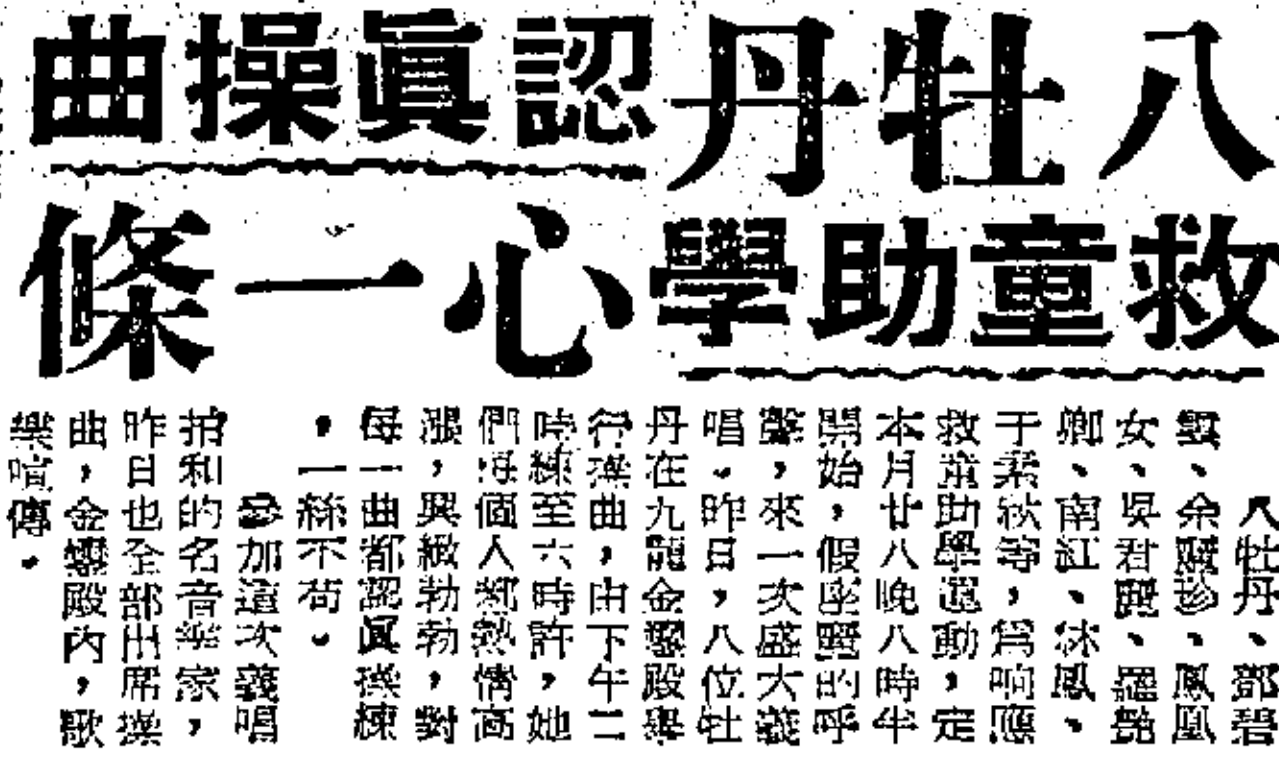 八牡丹認眞操曲
救童助學心一條
八牡丹、鄧碧
雲、余麗珍、鳳凰
女、吳君麗、羅艷
卿、南紅、林鳳、
于素秋等，爲响應
救童助學運動，定
本月廿八晚八時半
開始，假座麗的呼
聲，來一次盛大義
唱。昨日，八位牡
丹在九龍金鑾殿舉
行操曲，由下午二
時練至六時許，她
們每個人都熱情高
漲，興緻勃勃，對
每一曲都認眞操練
，一絲不苟。
參加這次義唱
拍和的名音樂家，
昨日也全部出席操
曲，金鑾殿內，歌
樂喧傳。